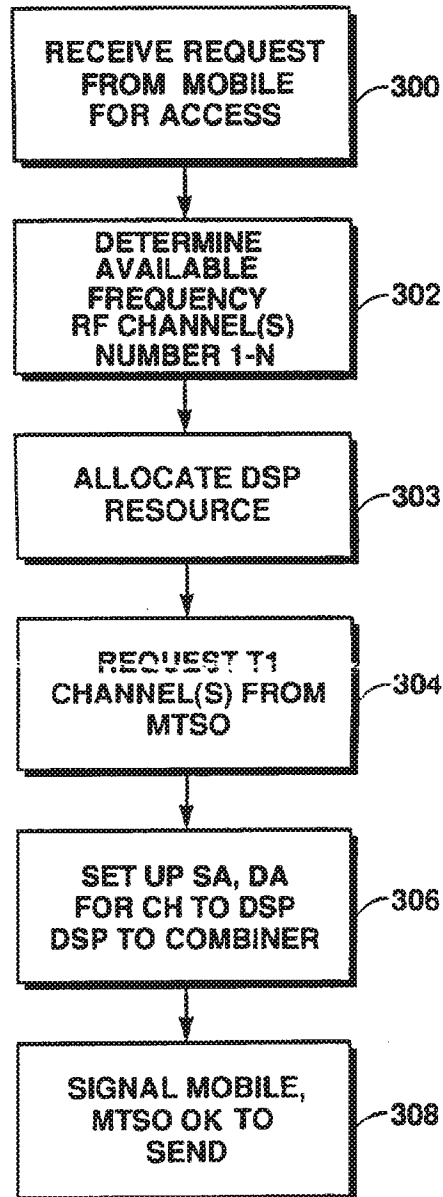 RECEIVE REQUEST
FROM MOBILE
FOR ACCESS
300
DETERMINE
AVAILABLE
FREQUENCY
RF CHANNEL(S)
NUMBER 1-N
302
ALLOCATE DSP
RESOURCE
303
REQUEST T1
CHANNEL(S) FROM
MTSO
304
SET UP SA, DA
FOR CH TO DSP
DSP TO COMBINER
306
SIGNAL MOBILE,
MTSO OK TO
SEND
308